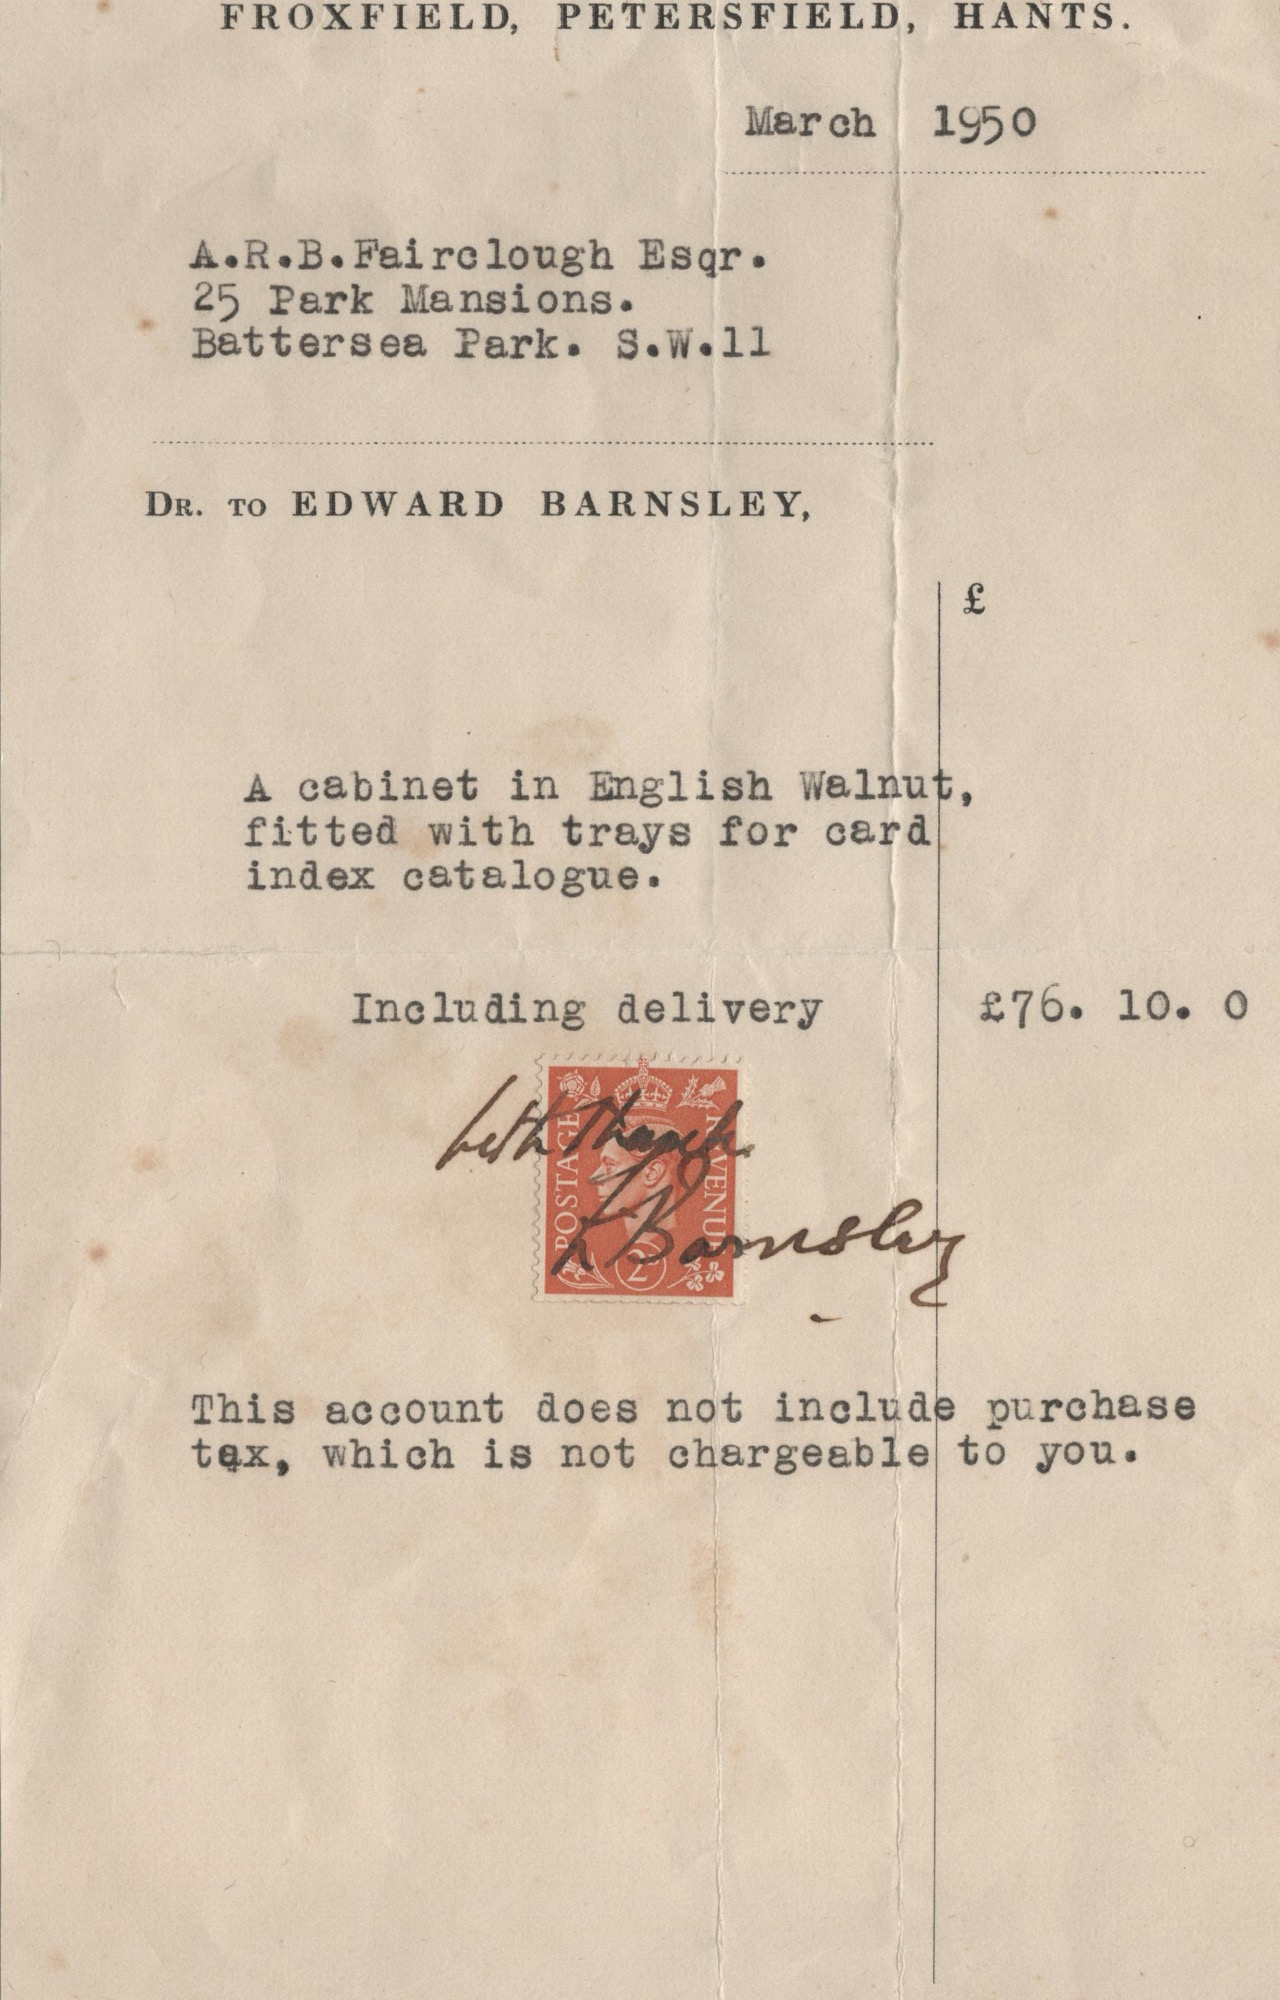 FROXFIELD, PETERSFIELD, HANTS.
March 1950
A.R.B.Fairclough Esqr.
25 Park Mansions.
Battersea Park. S.W.11
DR. TO EDWARD BARNSLEY,
£
A cabinet in English Walnut,
fitted with trays for card
index catalogue.
Including delivery £76. 10. 0
POSTAGE REVENUE
With thanks
E Barnsley
2D
This account does not include purchase
tax, which is not chargeable to you.